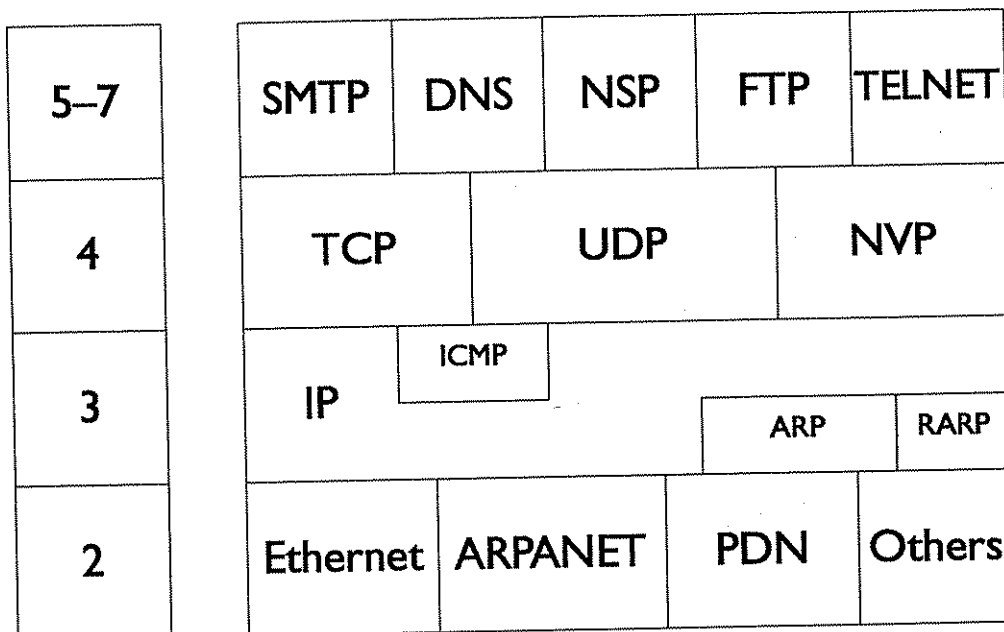 5–7 SMTP DNS NSP FTP TELNET
4 TCP UDP NVP
ICMP
3 IP
ARP RARP
2 Ethernet ARPANET PDN Others